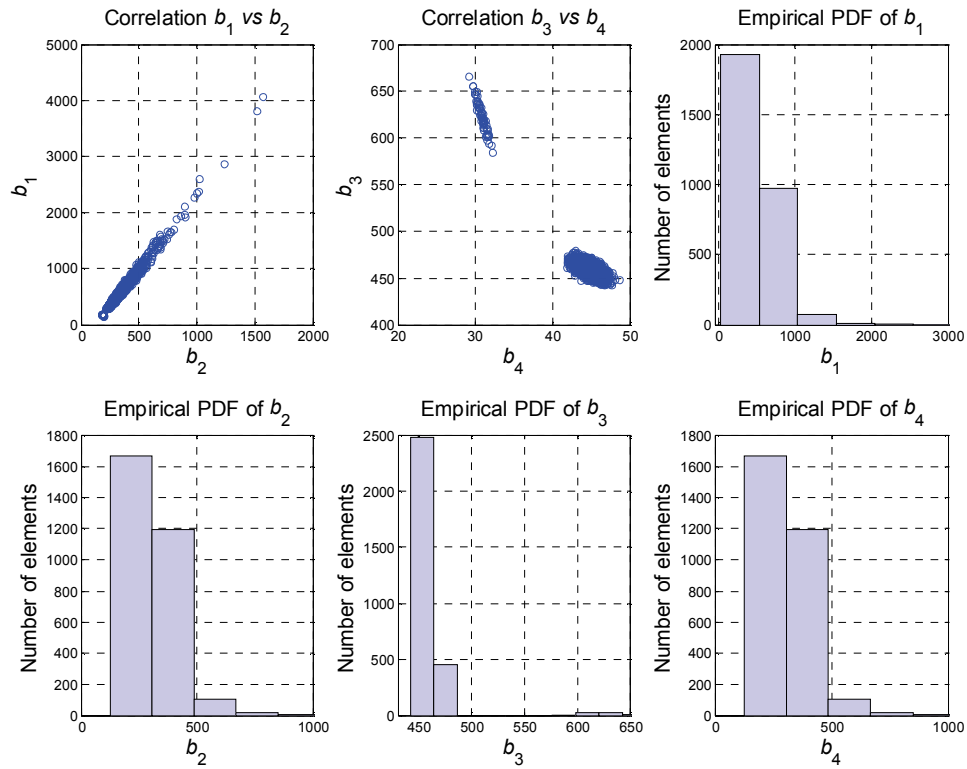 Correlation b1 vs b2
5000
4000
3000
2000
1000
0
0 500 1000 1500 2000
b1
b2
Correlation b3 vs b4
700
650
600
550
500
450
400
20 30 40 50
b3
b4
Empirical PDF of b1
2000
1500
1000
500
0
0 1000 2000 3000
Number of elements
b1
Empirical PDF of b2
1800
1600
1400
1200
1000
800
600
400
200
0
0 500 1000
Number of elements
b2
Empirical PDF of b3
2500
2000
1500
1000
500
0
450 500 550 600 650
Number of elements
b3
Empirical PDF of b4
1800
1600
1400
1200
1000
800
600
400
200
0
0 500 1000
Number of elements
b4